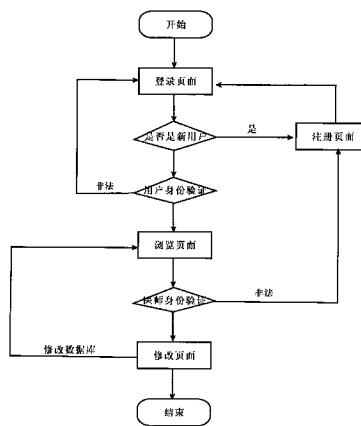 开始
登录页面
是否是新用户
是
注册页面
非法
用户身份验证
浏览页面
教师身份验证
非法
修改数据库
修改页面
结束